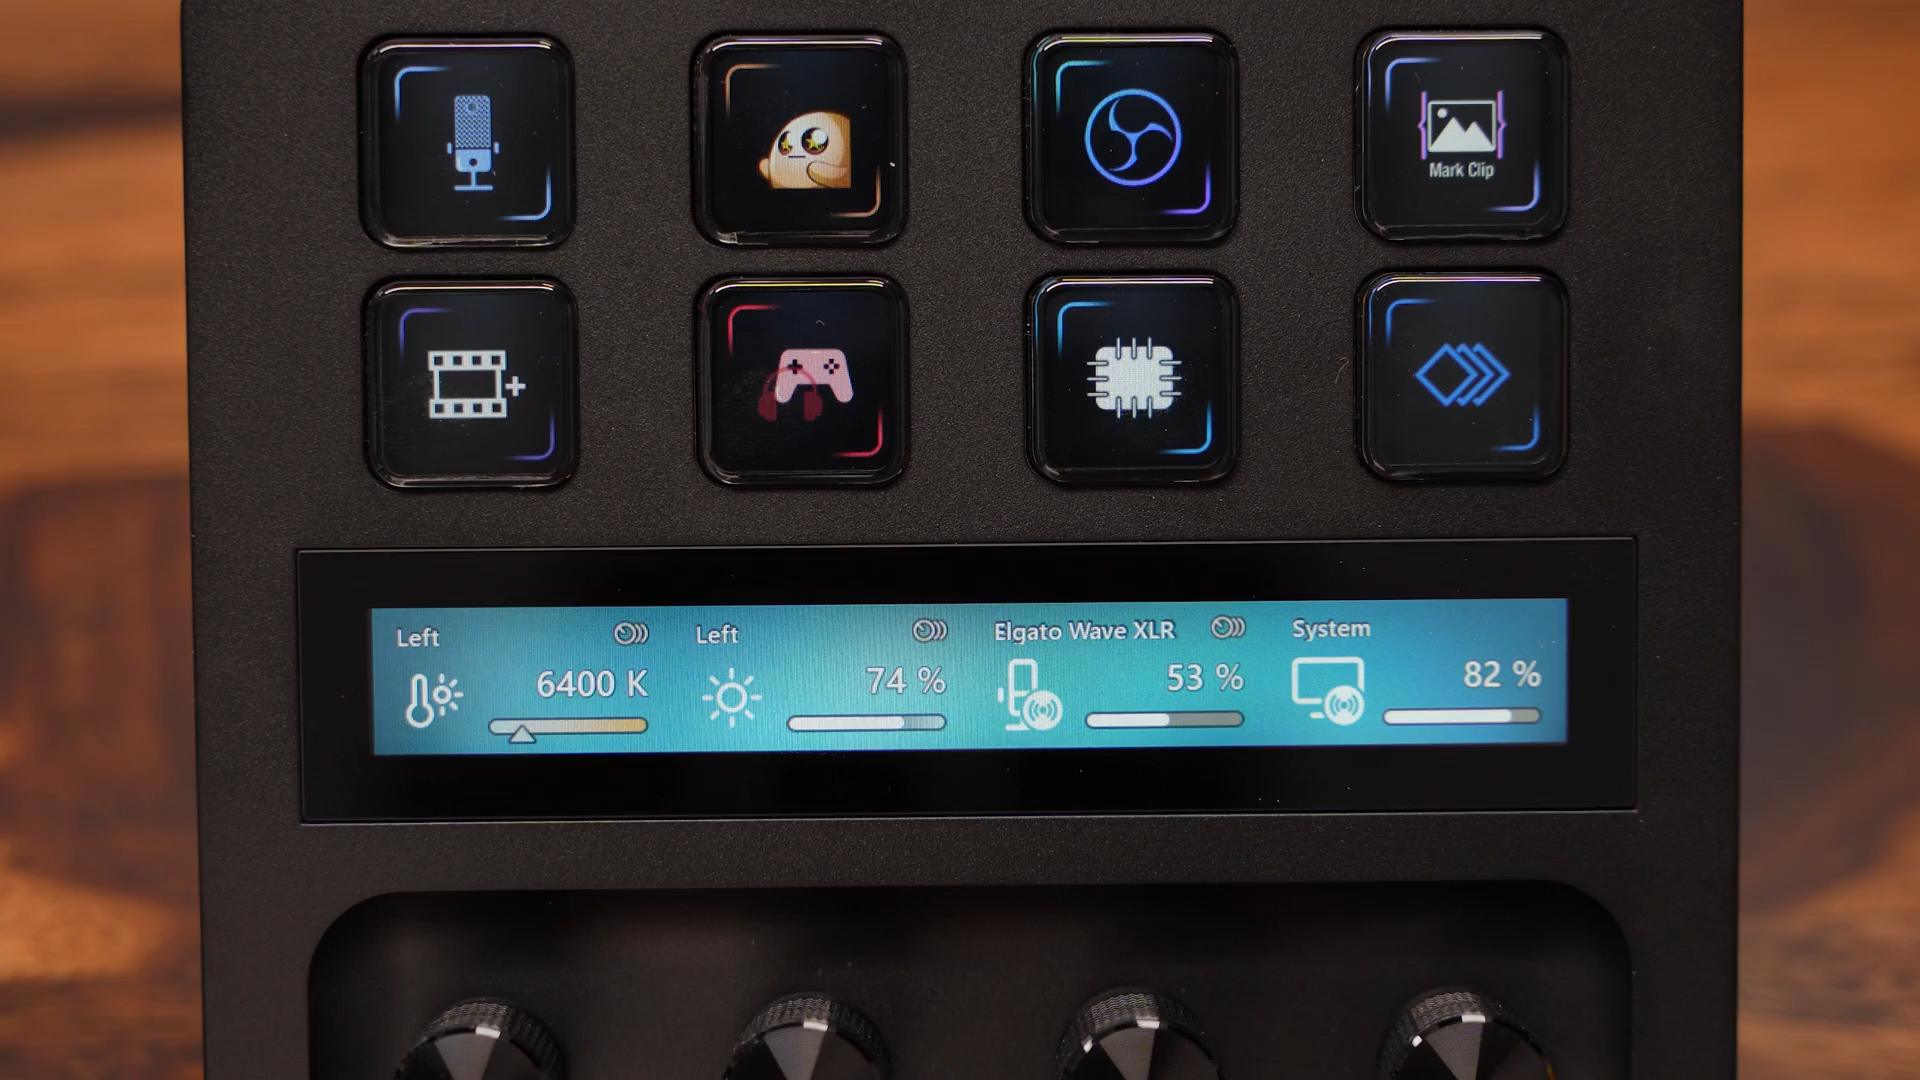 Mark Clip
Left
6400 K
Left
74 %
Elgato Wave XLR
53 %
System
82 %